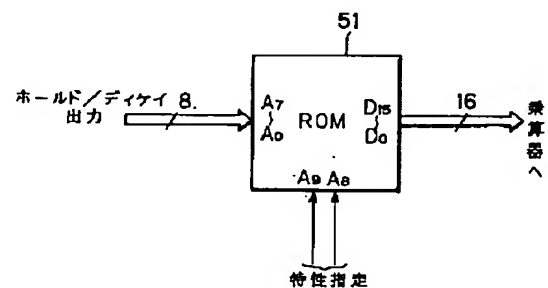 51
ホールド/ディケイ
出力
8.
A7
〜
A0
ROM
D15
〜
D0
16
乗算器へ
A9 A8
特性指定